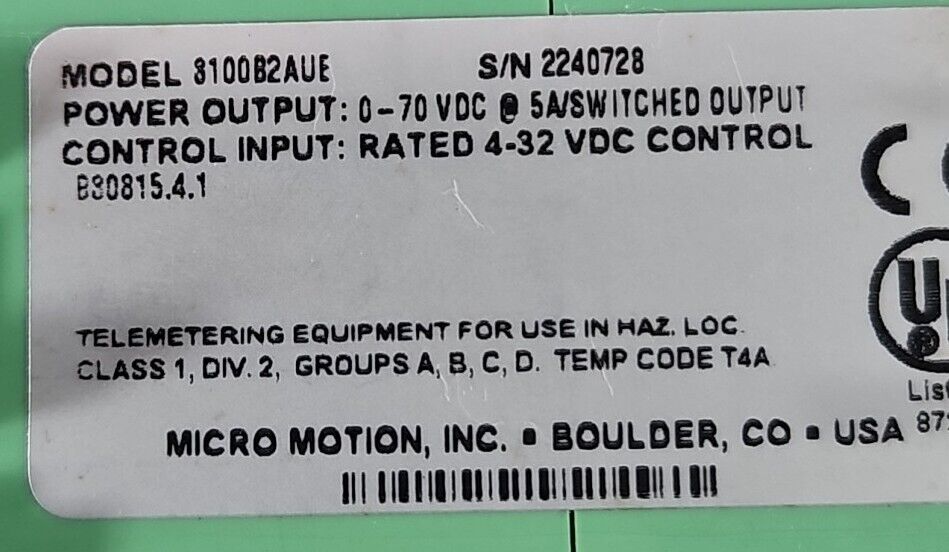 MODEL 3100B2AUE S/N 2240728
POWER OUTPUT: 0-70 VDC @ 5A/SWITCHED OUTPUT
CONTROL INPUT: RATED 4-32 VDC CONTROL
B30815.4.1
TELEMETERING EQUIPMENT FOR USE IN HAZ. LOC.
CLASS 1, DIV. 2, GROUPS A, B, C, D. TEMP CODE T4A
MICRO MOTION, INC. ▪ BOULDER, CO ▪ USA